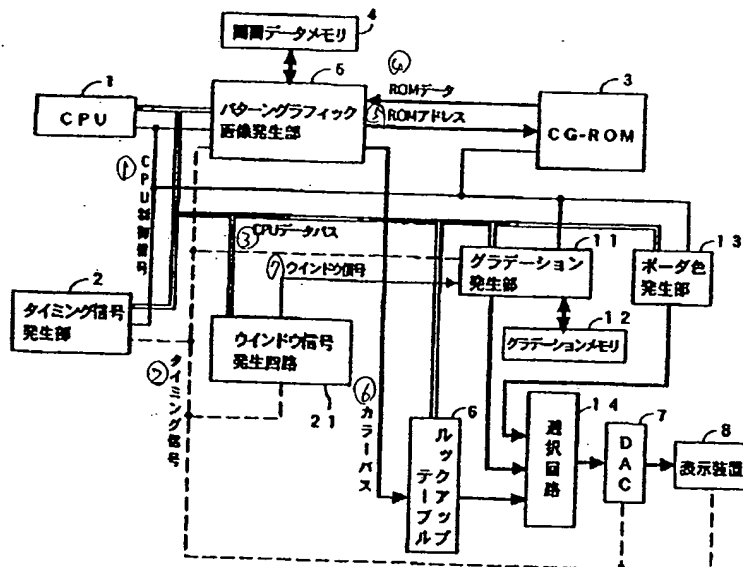 4
画面データメモリ
1
CPU
5
パターングラフィック
画像発生部
④
ROMデータ
⑤
ROMアドレス
3
CG-ROM
①
CPU制御信号
③
CPUデータバス
⑦
ウインドウ信号
11
グラデーション
発生部
13
ボーダ色
発生部
2
タイミング信号
発生部
②
タイミング信号
ウインドウ信号
発生回路
21
12
グラデーションメモリ
⑥
カラーバス
6
ルックアップ
テーブル
14
選択回路
7
DAC
8
表示装置